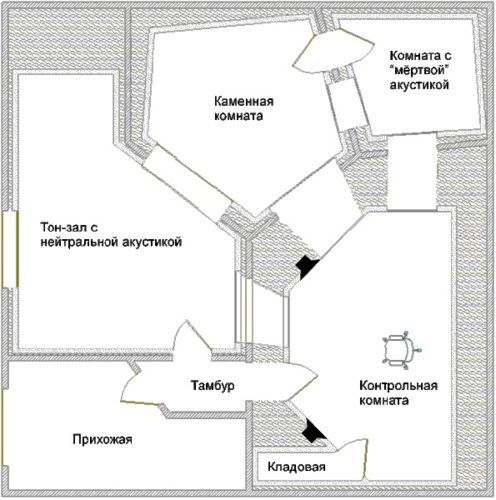 Комната с
“мёртвой”
акустикой
Каменная
комната
Тон-зал с
нейтральной акустикой
Тамбур
Контрольная
комната
Прихожая
Кладовая